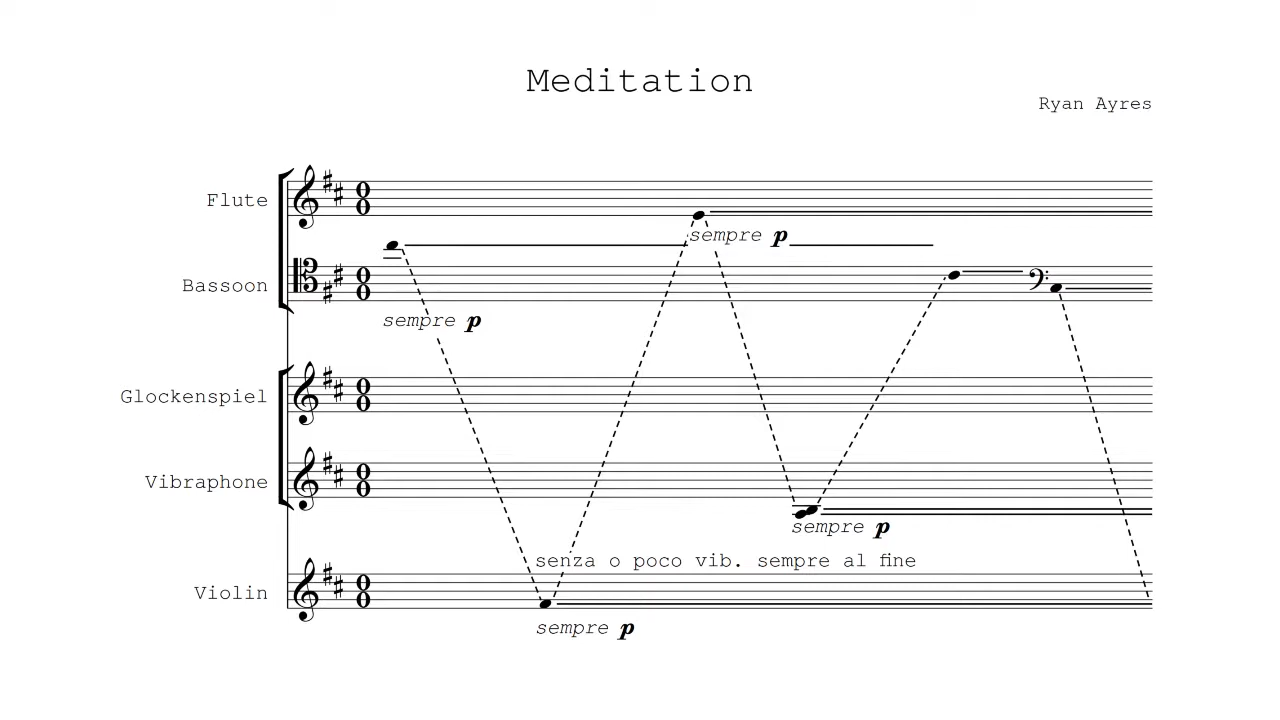 Meditation
Ryan Ayres
Flute
sempre p
Bassoon
sempre p
Glockenspiel
Vibraphone
sempre p
senza o poco vib. sempre al fine
Violin
sempre p